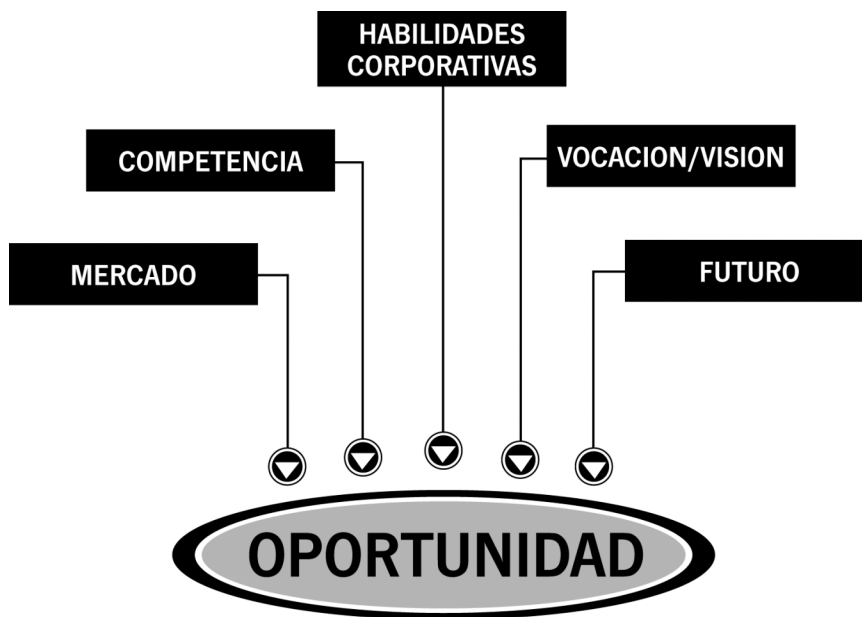 HABILIDADES
CORPORATIVAS
COMPETENCIA
VOCACION/VISION
MERCADO
FUTURO
OPORTUNIDAD